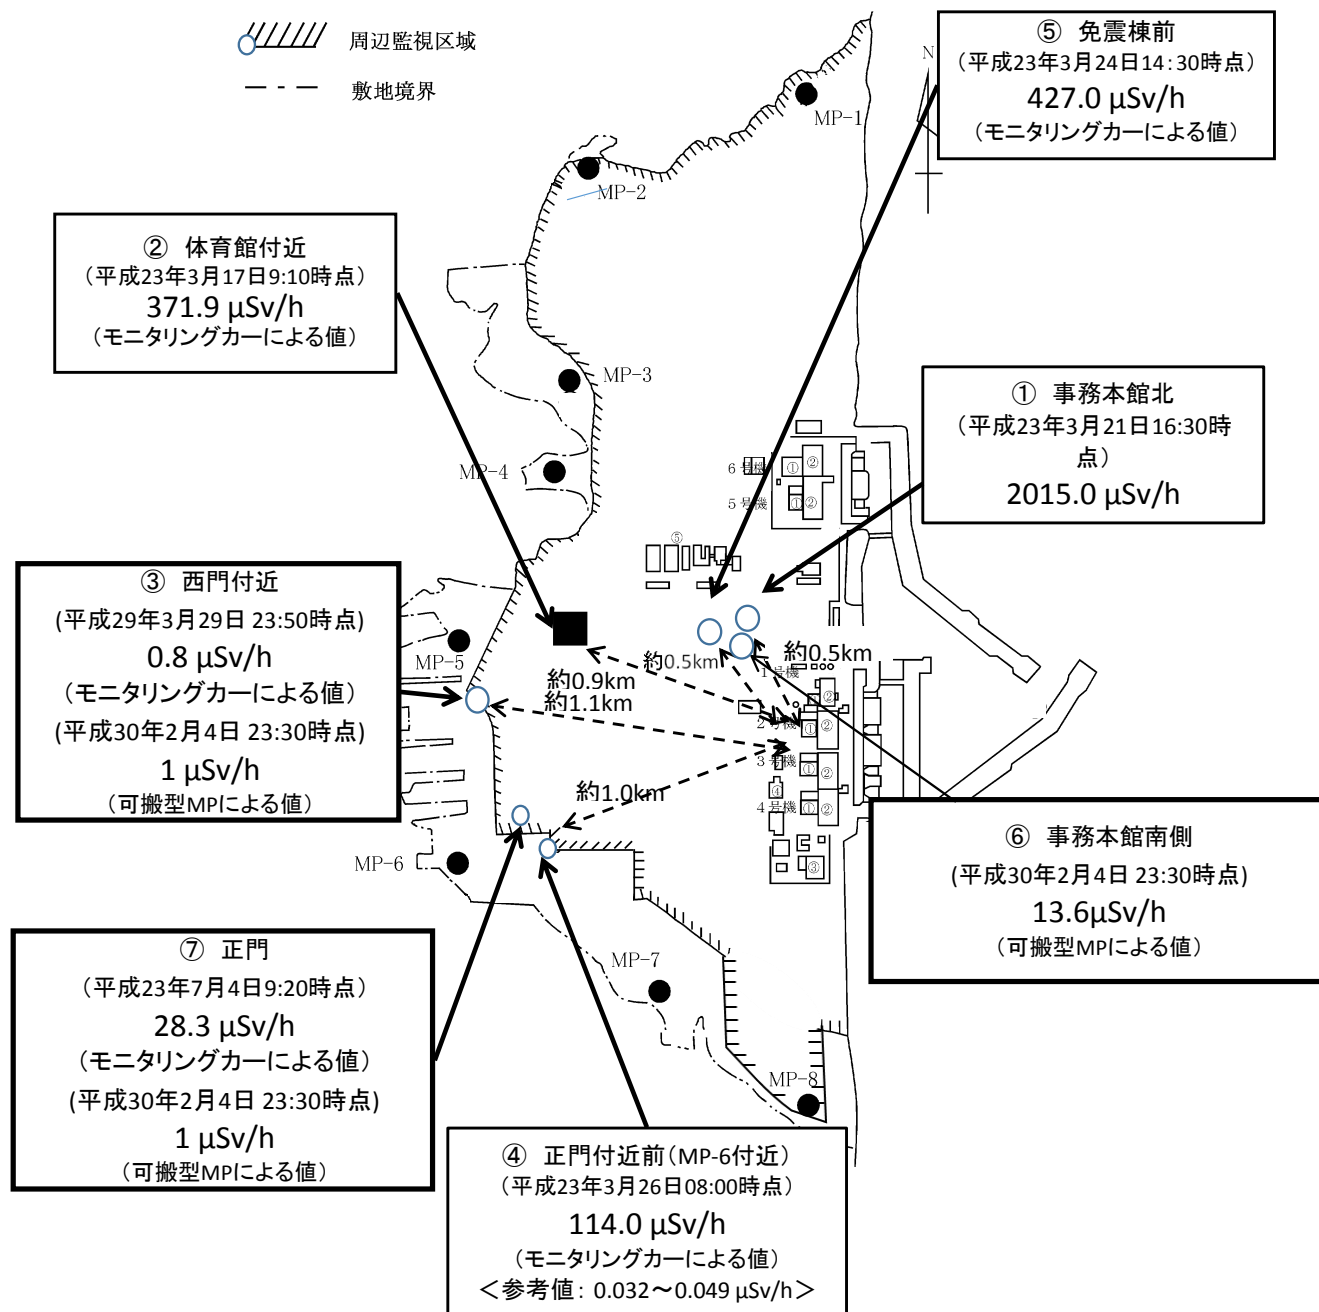 周辺監視区域
敷地境界
⑤ 免震棟前
（平成23年3月24日14:30時点）
427.0 μSv/h
（モニタリングカーによる値）
N
MP-1
MP-2
② 体育館付近
（平成23年3月17日9:10時点）
371.9 μSv/h
（モニタリングカーによる値）
MP-3
① 事務本館北
（平成23年3月21日16:30時
点）
2015.0 μSv/h
MP-4
6号機
① ②
5号機
① ②
⑤
③ 西門付近
(平成29年3月29日 23:50時点)
0.8 μSv/h
（モニタリングカーによる値）
(平成30年2月4日 23:30時点)
1 μSv/h
（可搬型MPによる値）
MP-5
約0.9km
約1.1km
約0.5km
約0.5km
1号機
②
2号機
① ②
3号機
① ②
④
4号機
① ②
③
約1.0km
MP-6
⑥ 事務本館南側
(平成30年2月4日 23:30時点)
13.6μSv/h
（可搬型MPによる値）
⑦ 正門
（平成23年7月4日9:20時点）
28.3 μSv/h
（モニタリングカーによる値）
(平成30年2月4日 23:30時点)
1 μSv/h
（可搬型MPによる値）
MP-7
MP-8
④ 正門付近前（MP-6付近）
（平成23年3月26日08:00時点）
114.0 μSv/h
（モニタリングカーによる値）
＜参考値：0.032～0.049 μSv/h＞